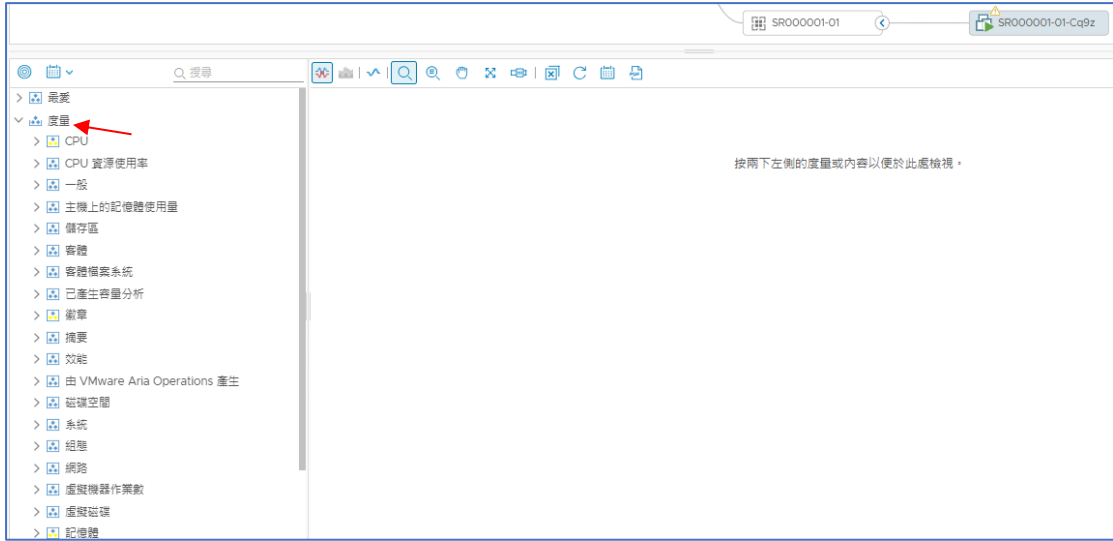 SR000001-01
SR000001-01-Cq9z
搜尋
最愛
度量
CPU
CPU 資源使用率
一般
主機上的記憶體使用量
儲存區
客體
客體檔案系統
已產生容量分析
徽章
摘要
效能
由 VMware Aria Operations 產生
磁碟空間
系統
組態
網路
虛擬機器作業數
虛擬磁碟
記憶體
按兩下左側的度量或內容以便於此處檢視。